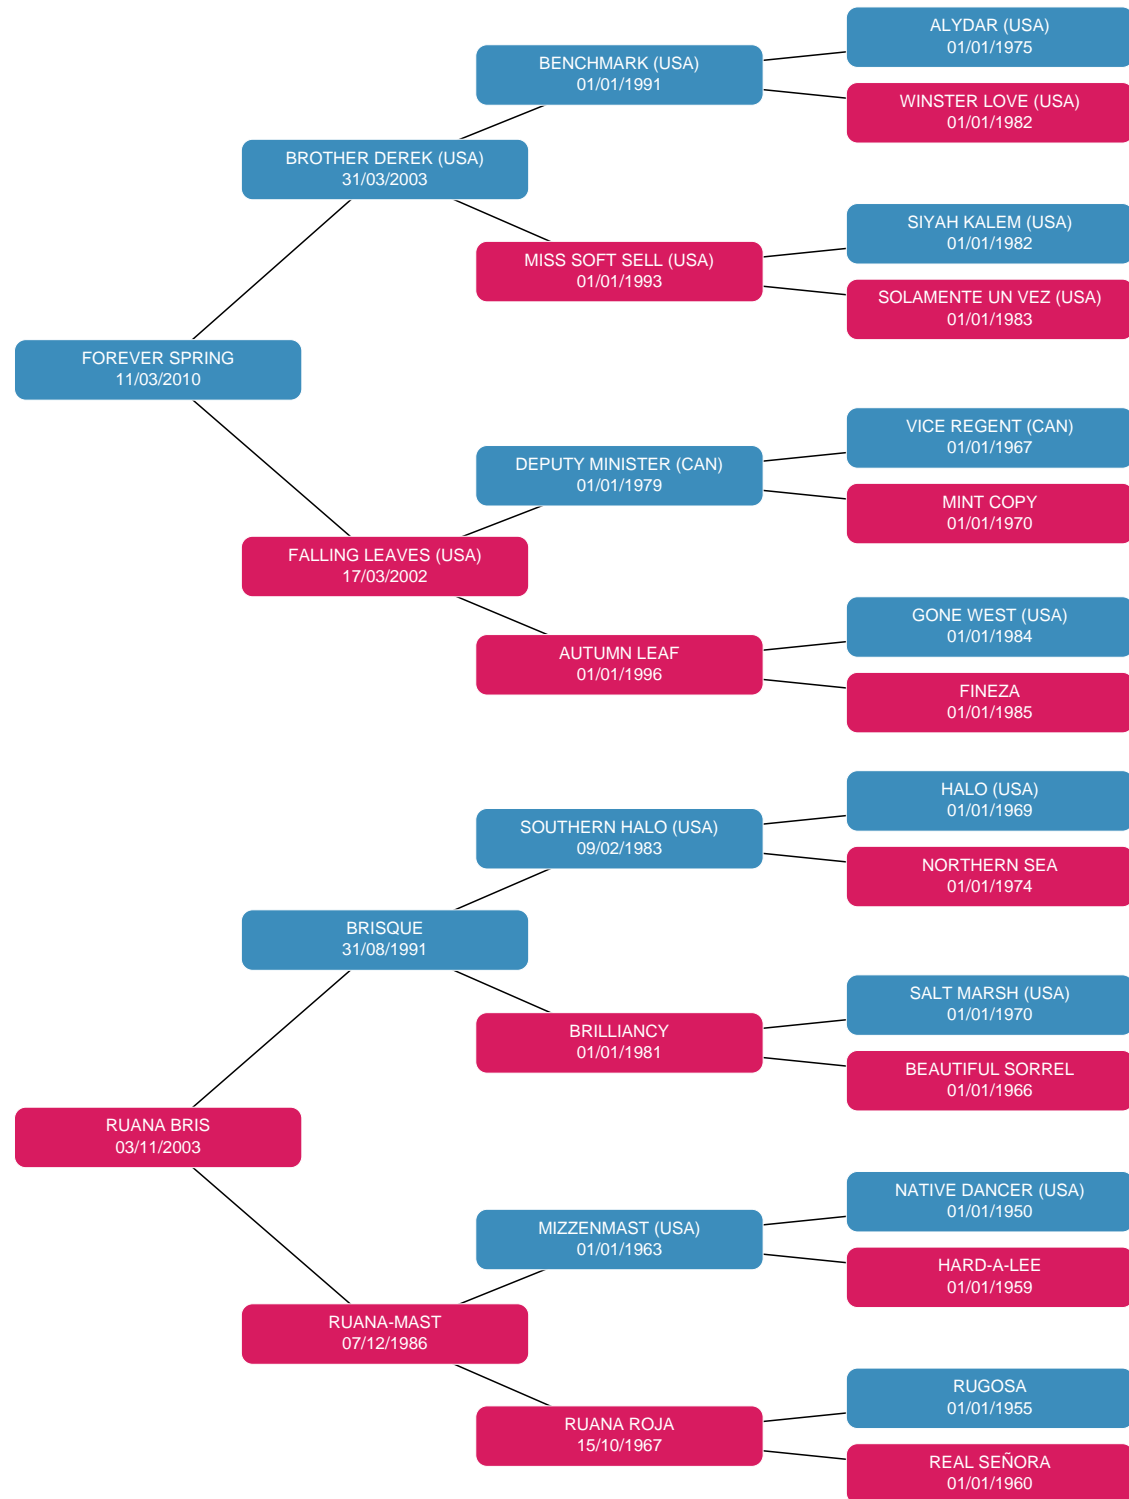 ALYDAR (USA)
01/01/1975
BENCHMARK (USA)
01/01/1991
WINSTER LOVE (USA)
01/01/1982
BROTHER DEREK (USA)
31/03/2003
SIYAH KALEM (USA)
01/01/1982
MISS SOFT SELL (USA)
01/01/1993
SOLAMENTE UN VEZ (USA)
01/01/1983
FOREVER SPRING
11/03/2010
VICE REGENT (CAN)
01/01/1967
DEPUTY MINISTER (CAN)
01/01/1979
MINT COPY
01/01/1970
FALLING LEAVES (USA)
17/03/2002
GONE WEST (USA)
01/01/1984
AUTUMN LEAF
01/01/1996
FINEZA
01/01/1985
HALO (USA)
01/01/1969
SOUTHERN HALO (USA)
09/02/1983
NORTHERN SEA
01/01/1974
BRISQUE
31/08/1991
SALT MARSH (USA)
01/01/1970
BRILLIANCY
01/01/1981
BEAUTIFUL SORREL
01/01/1966
RUANA BRIS
03/11/2003
NATIVE DANCER (USA)
01/01/1950
MIZZENMAST (USA)
01/01/1963
HARD-A-LEE
01/01/1959
RUANA-MAST
07/12/1986
RUGOSA
01/01/1955
RUANA ROJA
15/10/1967
REAL SEÑORA
01/01/1960